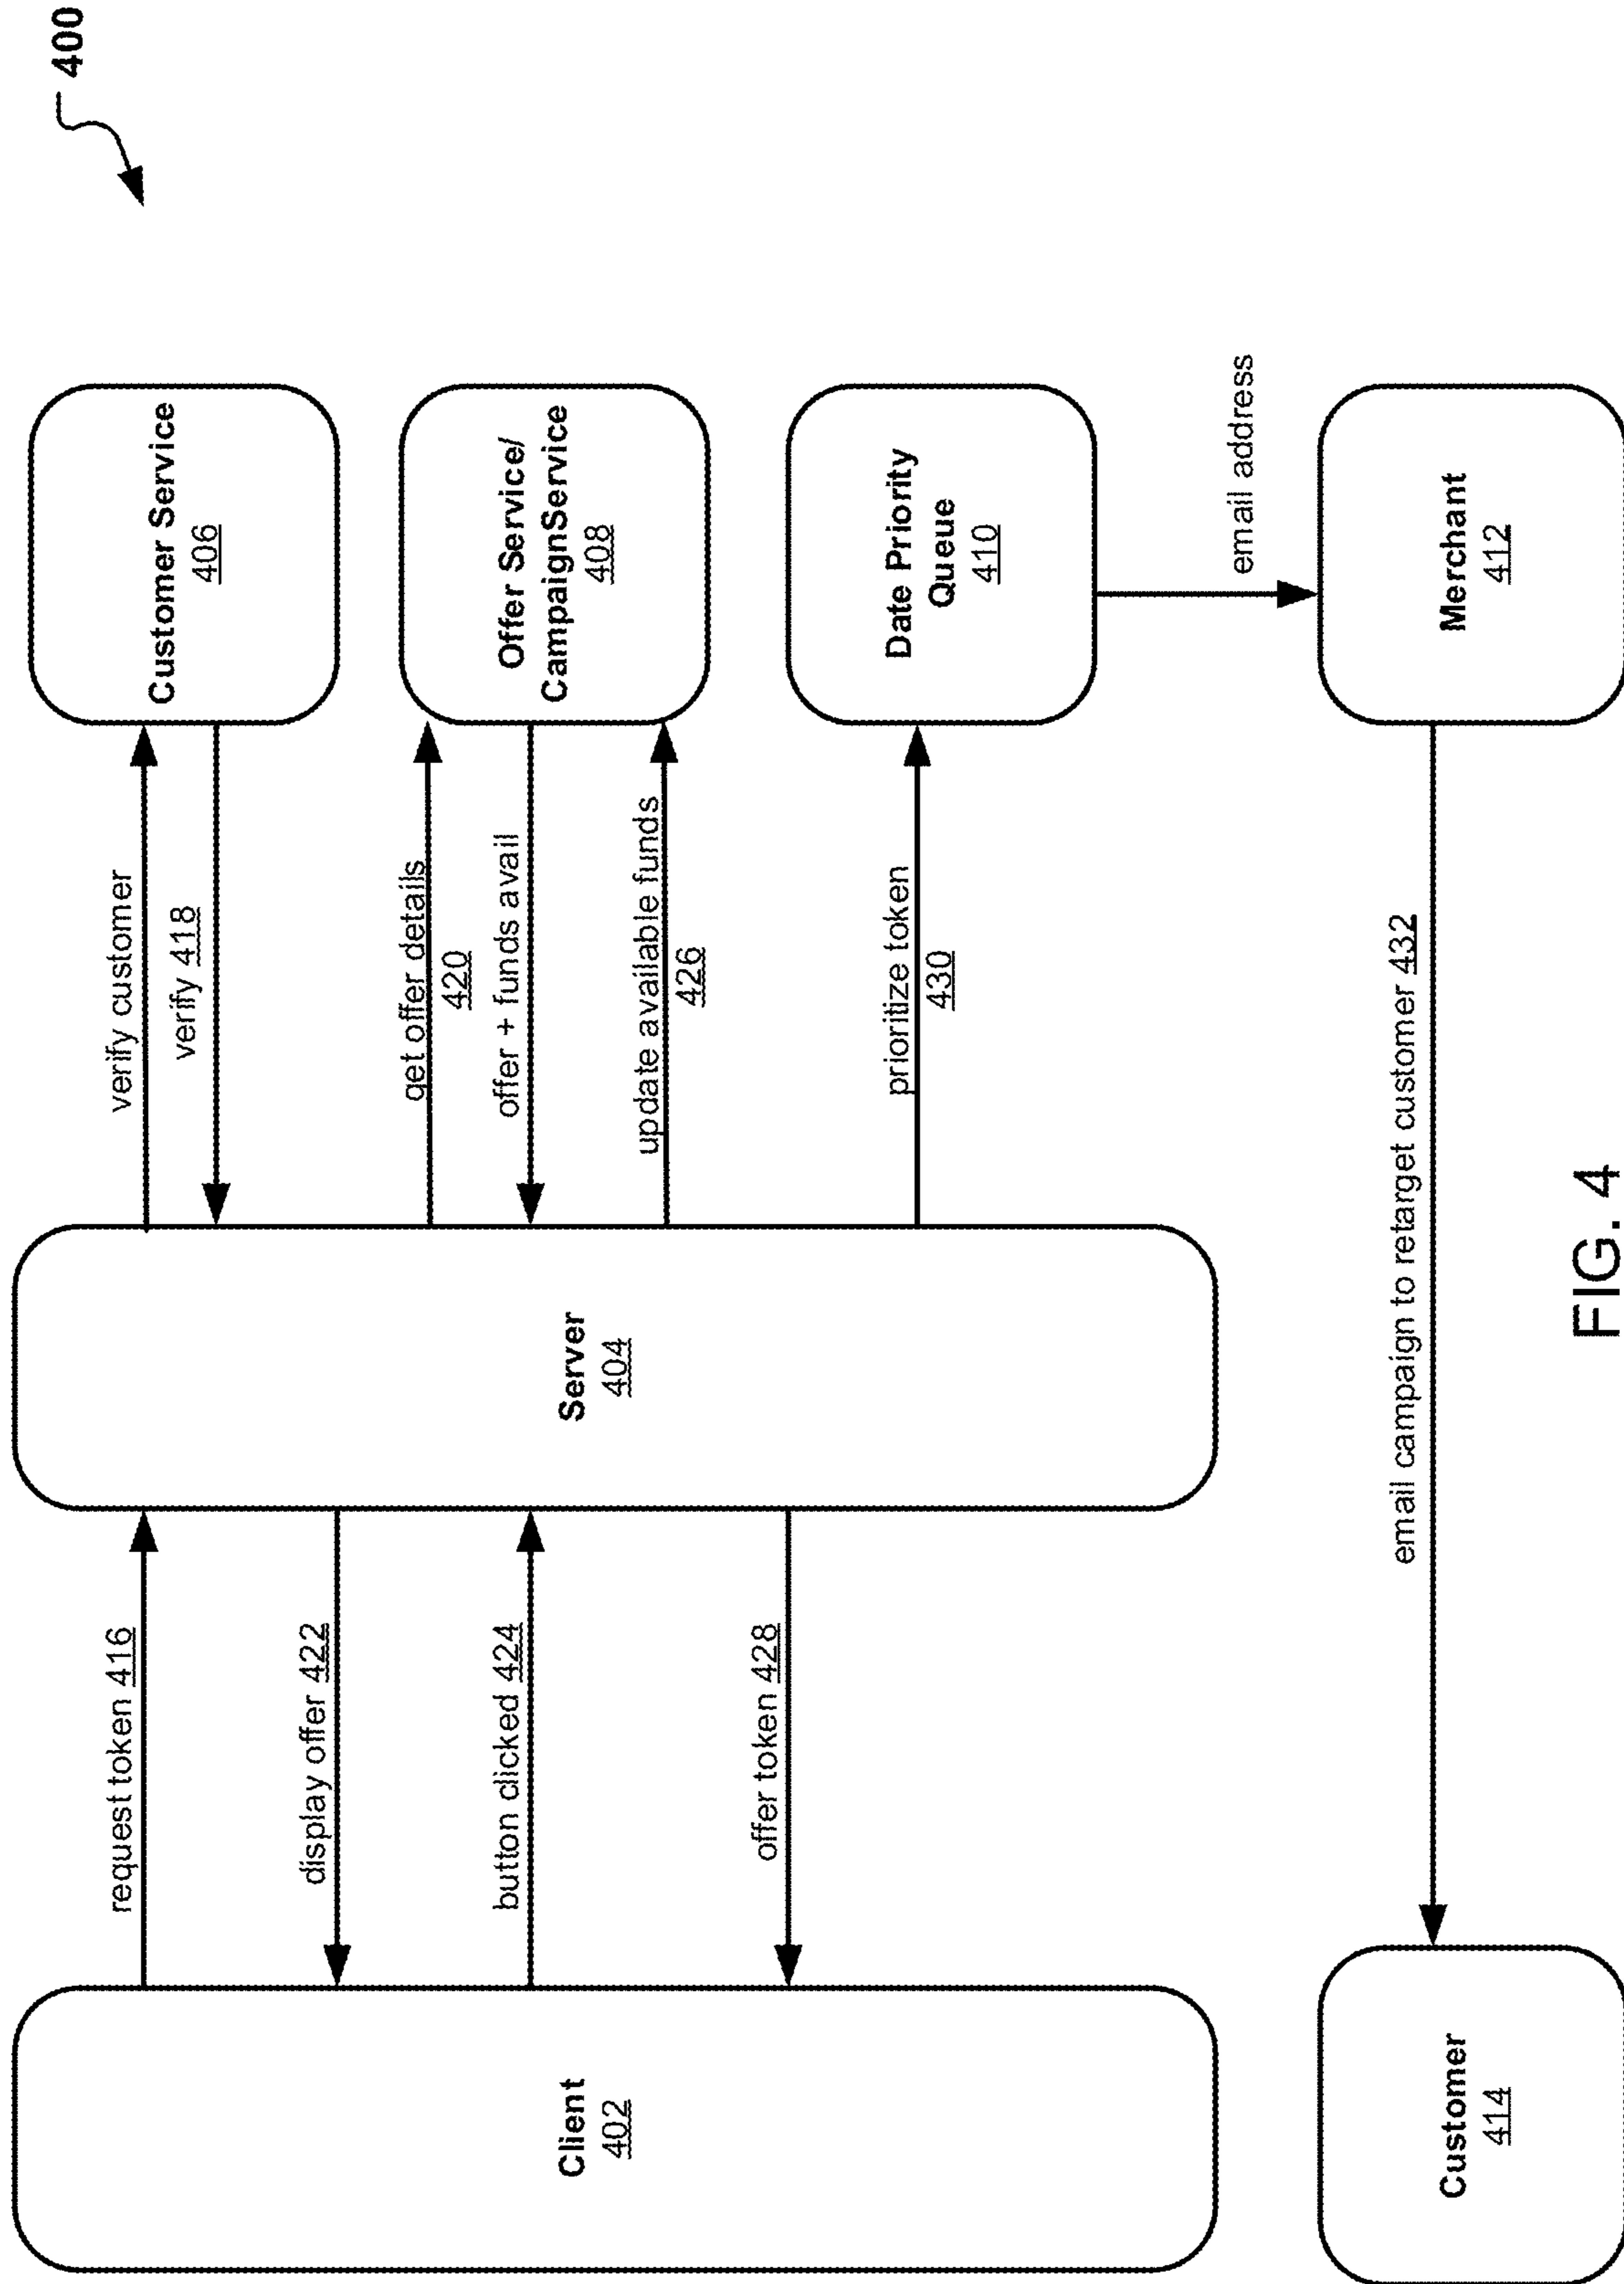 400
Client
402
Server
404
Customer Service
406
Offer Service/
CampaignService
408
Date Priority
Queue
410
Merchant
412
Customer
414
request token 416
verify customer
verify 418
get offer details
420
offer + funds avail
display offer 422
button clicked 424
update available funds
426
offer token 428
prioritize token
430
email address
email campaign to retarget customer 432
FIG. 4